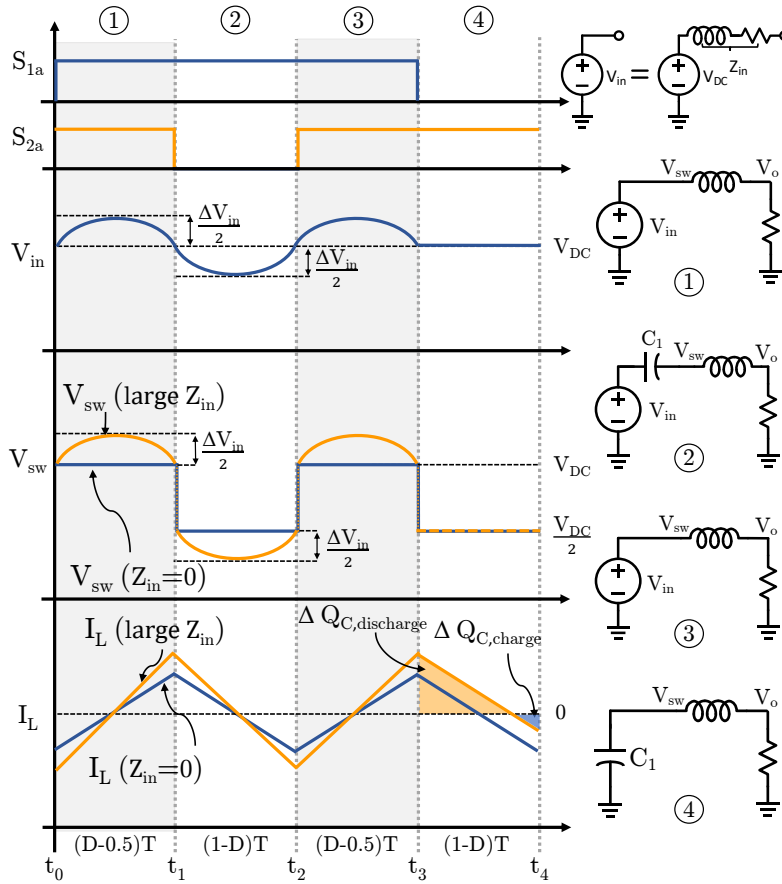 ① ② ③ ④
S1a
S2a
Vin
ΔVin/2
ΔVin/2
VDC
Vsw (large Zin)
ΔVin/2
Vsw
VDC
VDC/2
ΔVin/2
Vsw (Zin=0)
IL (large Zin)
Δ QC,discharge
Δ QC,charge
IL
0
IL (Zin=0)
(D-0.5)T (1-D)T (D-0.5)T (1-D)T
t0 t1 t2 t3 t4
Vin = VDC Zin
Vsw Vo
Vin
①
C1 Vsw Vo
Vin
②
Vsw Vo
Vin
③
Vsw Vo
C1
④